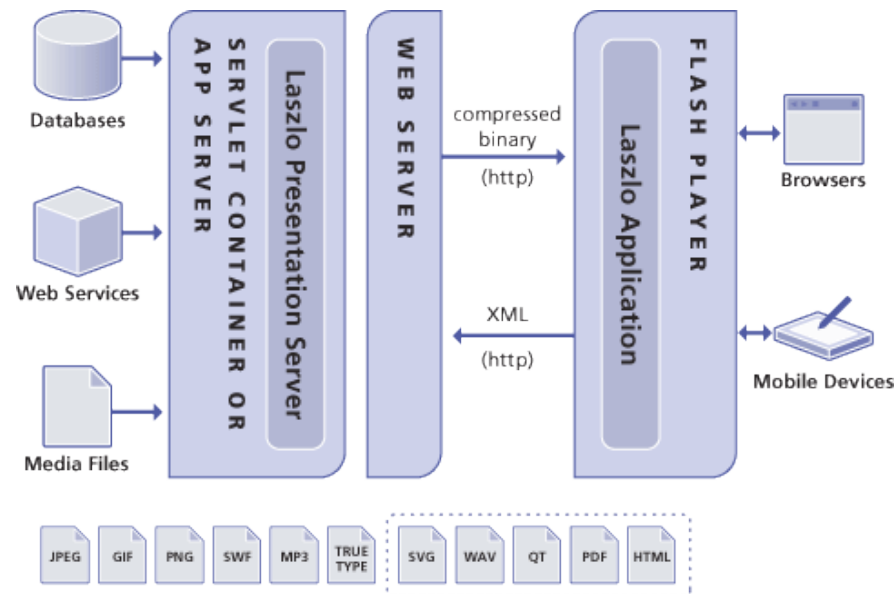 Databases
Web Services
Media Files
SERVLET CONTAINER OR
APP SERVER
Laszlo Presentation Server
WEB SERVER
compressed
binary
(http)
XML
(http)
Laszlo Application
FLASH PLAYER
Browsers
Mobile Devices
JPEG
GIF
PNG
SWF
MP3
TRUE
TYPE
SVG
WAV
QT
PDF
HTML